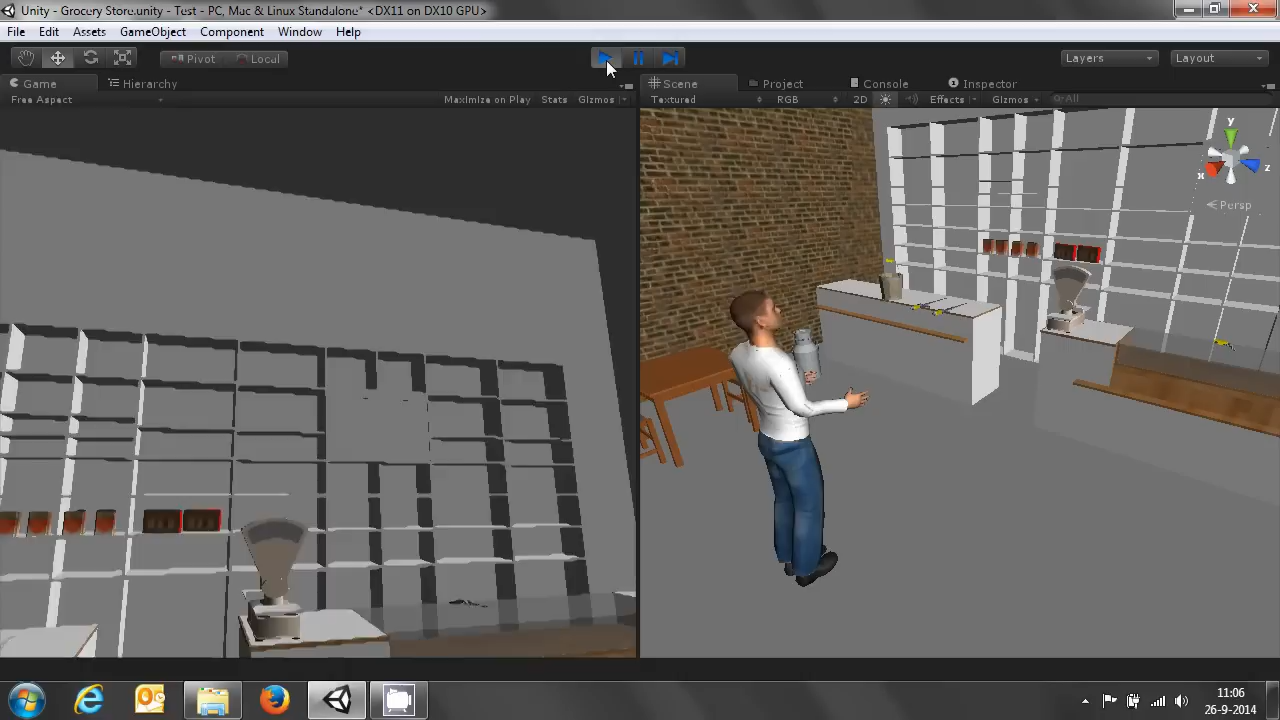 Unity - Grocery Store.unity - Test - PC, Mac & Linux Standalone* <DX11 on DX10 GPU>
File Edit Assets GameObject Component Window Help
Pivot Local Layers Layout
Game Hierarchy Scene Project Console Inspector
Free Aspect Maximize on Play Stats Gizmos Textured RGB 2D Effects Gizmos All
y
x z
Persp
11:06
26-9-2014